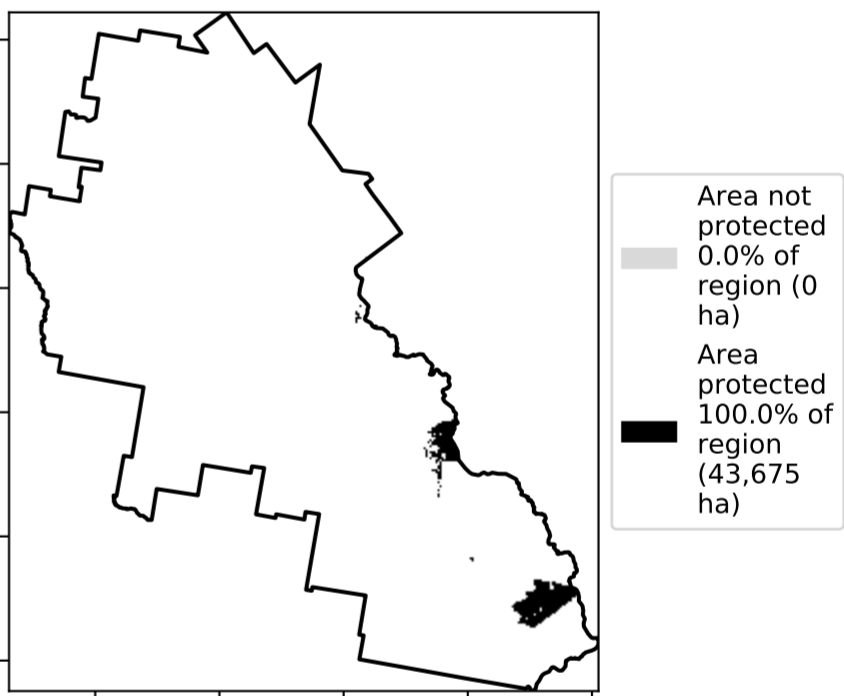 Area not
protected
0.0% of
region (0
ha)
Area
protected
100.0% of
region
(43,675
ha)